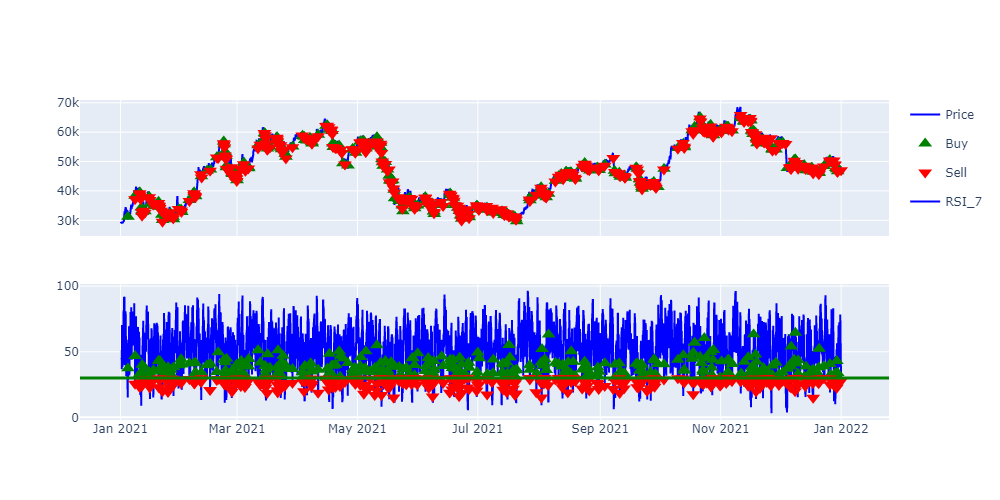 70k
60k
50k
40k
30k
Price
Buy
Sell
RSI_7
100
50
0
Jan 2021
Mar 2021
May 2021
Jul 2021
Sep 2021
Nov 2021
Jan 2022